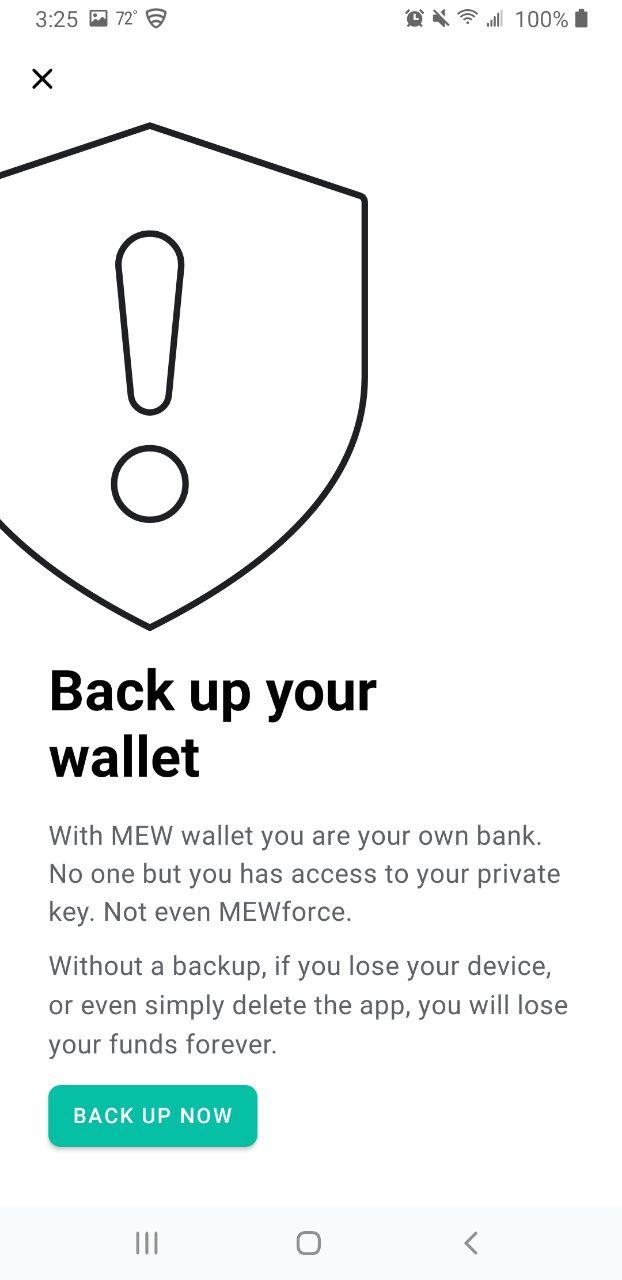 3:25 72° 100%
Back up your
wallet
With MEW wallet you are your own bank.
No one but you has access to your private
key. Not even MEWforce.
Without a backup, if you lose your device,
or even simply delete the app, you will lose
your funds forever.
BACK UP NOW